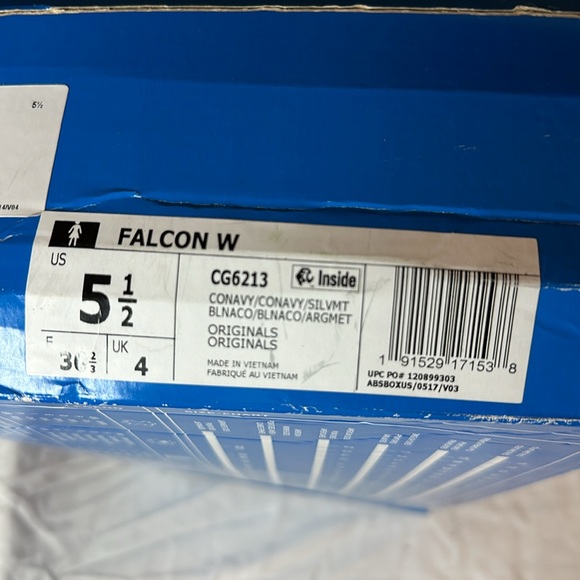 5½
FALCON W
US
5 1/2
36 2/3
UK
4
CG6213
Inside
CONAVY/CONAVY/SILVMT
BLNACO/BLNACO/ARGMET
ORIGINALS
ORIGINALS
MADE IN VIETNAM
FABRIQUÉ AU VIETNAM
1 91529 17153 8
UPC PO# 120899303
ABSBOXUS/0517/V03